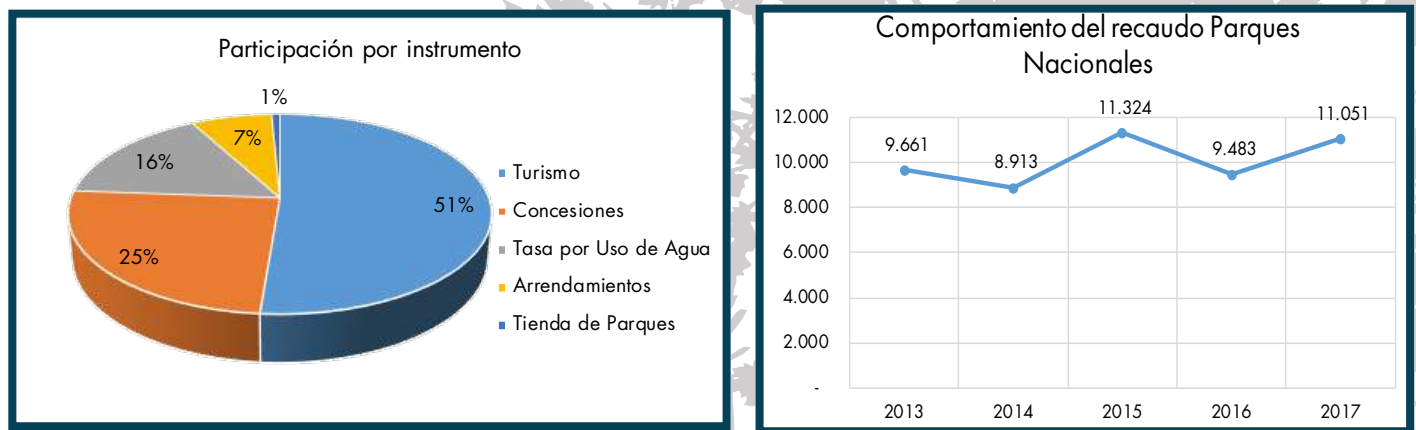 Participación por instrumento
1%
7%
16%
51%
25%
Turismo
Concesiones
Tasa por Uso de Agua
Arrendamientos
Tienda de Parques
Comportamiento del recaudo Parques
Nacionales
12.000
10.000
8.000
6.000
4.000
2.000
-
9.661
8.913
11.324
9.483
11.051
2013 2014 2015 2016 2017